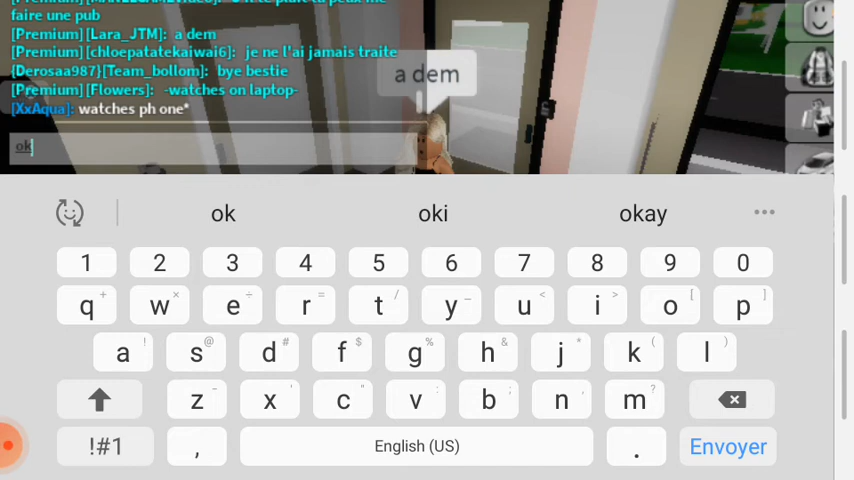 faire une pub
[Premium][Lara_JTM]: a dem
[Premium][chloepatatekaiwai6]: je ne l'ai jamais traite
{Derosaa987}[Team_bollom]: bye bestie
[Premium][Flowers]: -watches on laptop-
[XxAqua]: watches ph one*
a dem
ok
ok oki okay
1 2 3 4 5 6 7 8 9 0
q w e r t y u i o p
a s d f g h j k l
z x c v b n m
!#1 , English (US) . Envoyer